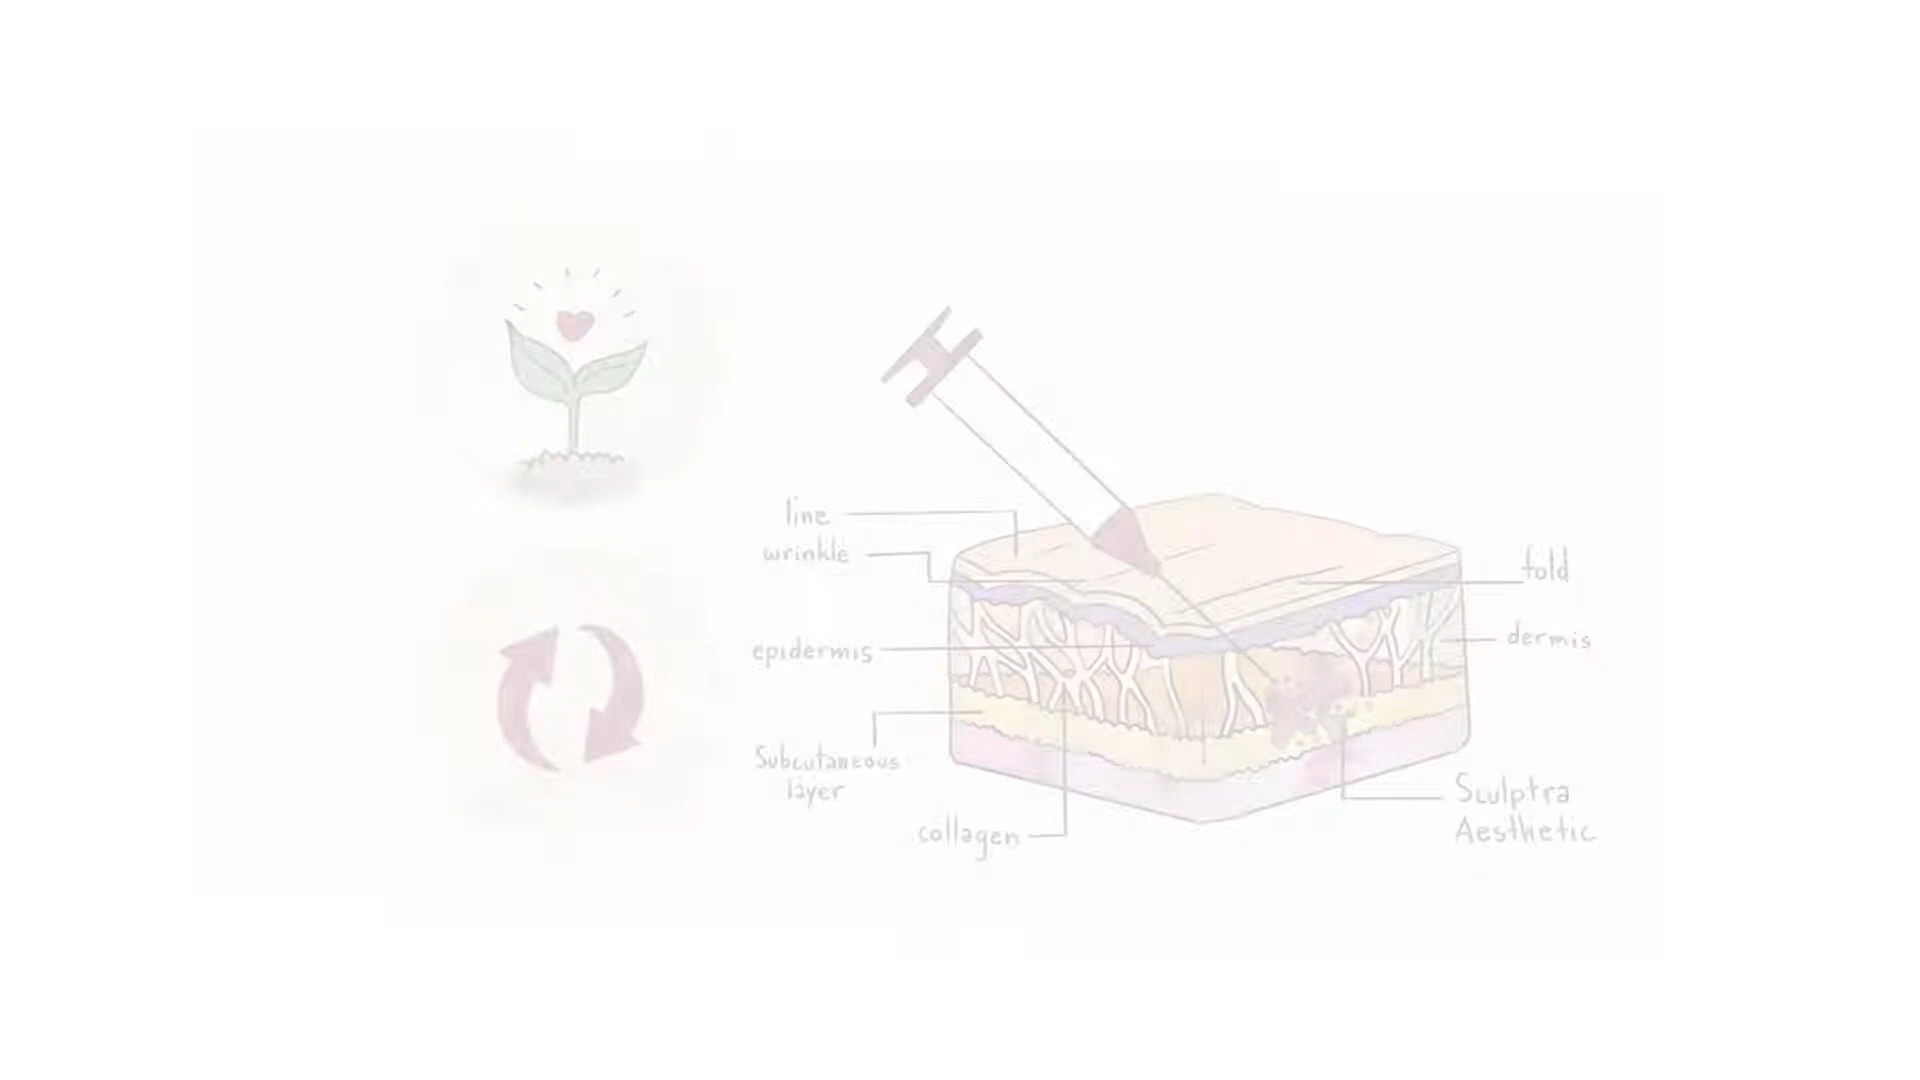 line
wrinkle
fold
epidermis
dermis
Subcutaneous
layer
collagen
Sculptra
Aesthetic